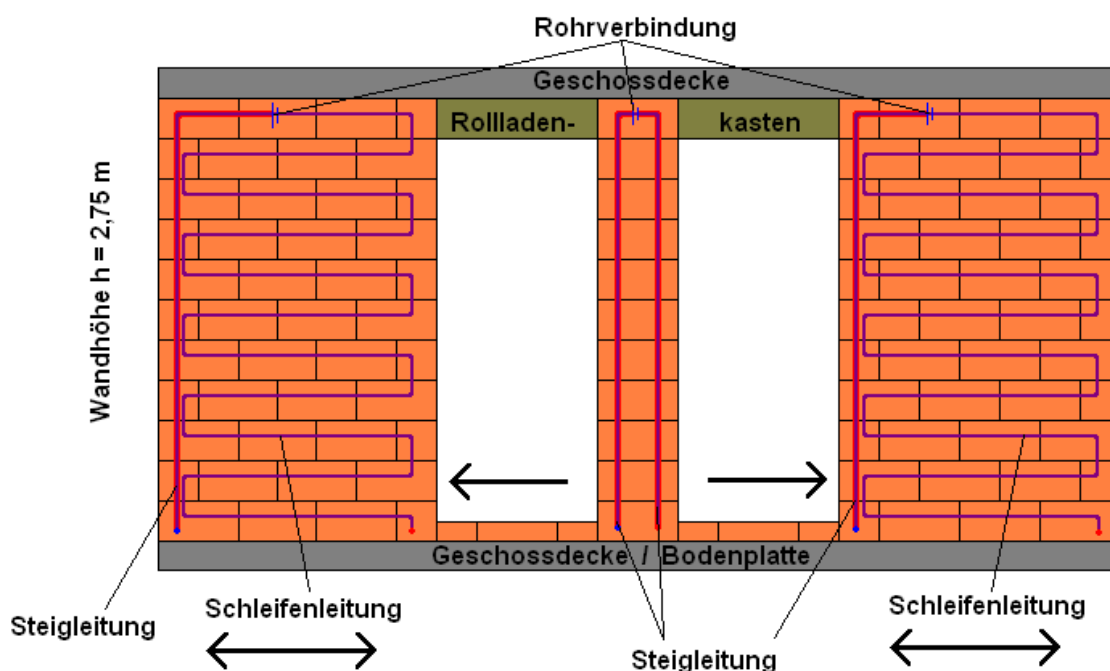 Rohrverbindung
Geschossdecke
Rollladen- kasten
Wandhöhe h = 2,75 m
Geschossdecke / Bodenplatte
Steigleitung
Schleifenleitung
Steigleitung
Schleifenleitung